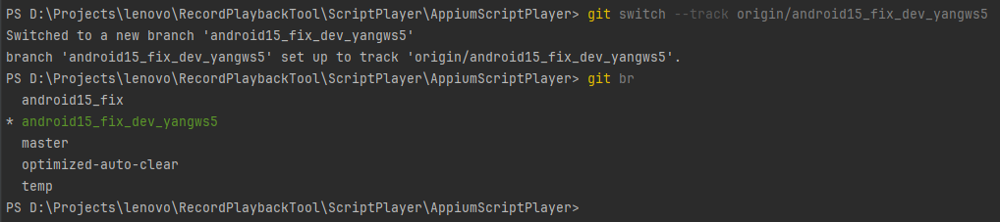 PS D:\Projects\lenovo\RecordPlaybackTool\ScriptPlayer\AppiumScriptPlayer> git switch --track origin/android15_fix_dev_yangws5
Switched to a new branch 'android15_fix_dev_yangws5'
branch 'android15_fix_dev_yangws5' set up to track 'origin/android15_fix_dev_yangws5'.
PS D:\Projects\lenovo\RecordPlaybackTool\ScriptPlayer\AppiumScriptPlayer> git br
  android15_fix
* android15_fix_dev_yangws5
  master
  optimized-auto-clear
  temp
PS D:\Projects\lenovo\RecordPlaybackTool\ScriptPlayer\AppiumScriptPlayer>